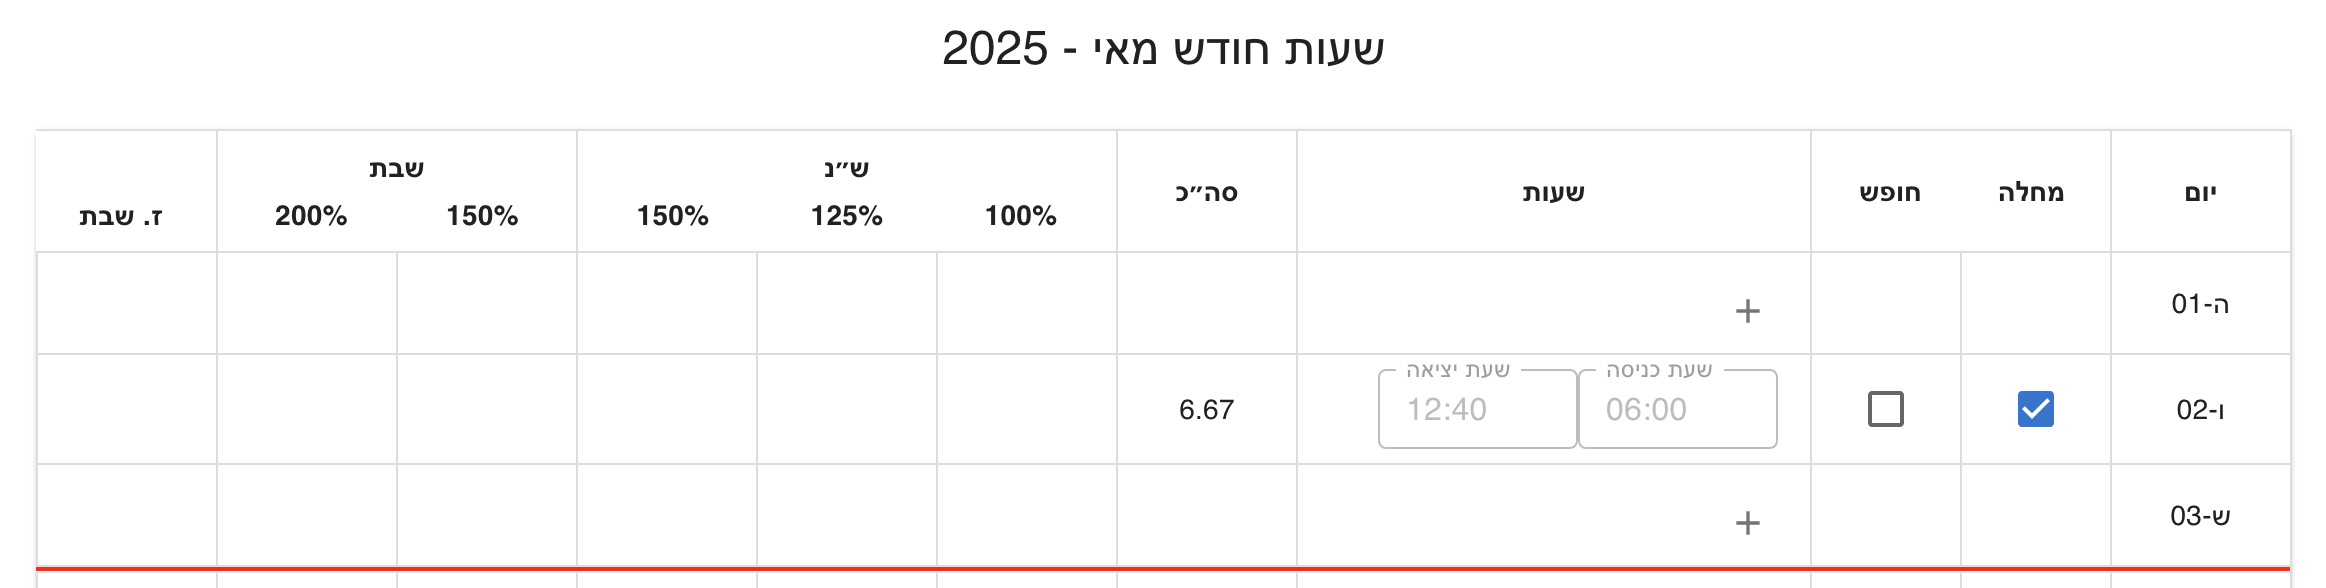 שעות חודש מאי - 2025
יום מחלה חופש שעות סה״כ ש״נ שבת ז. שבת
100% 125% 150% 150% 200%
ה-01 +
ו-02 שעת כניסה 06:00 שעת יציאה 12:40 6.67
ש-03 +